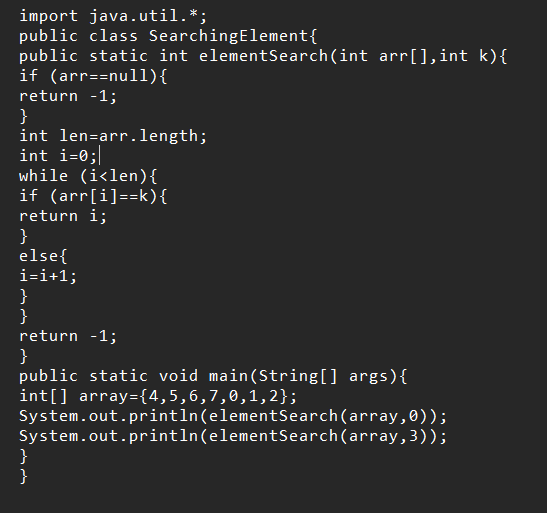 import java.util.*;
public class SearchingElement{
public static int elementSearch(int arr[],int k){
if (arr==null){
return -1;
}
int len=arr.length;
int i=0;
while (i<len){
if (arr[i]==k){
return i;
}
else{
i=i+1;
}
}
return -1;
}
public static void main(String[] args){
int[] array={4,5,6,7,0,1,2};
System.out.println(elementSearch(array,0));
System.out.println(elementSearch(array,3));
}
}